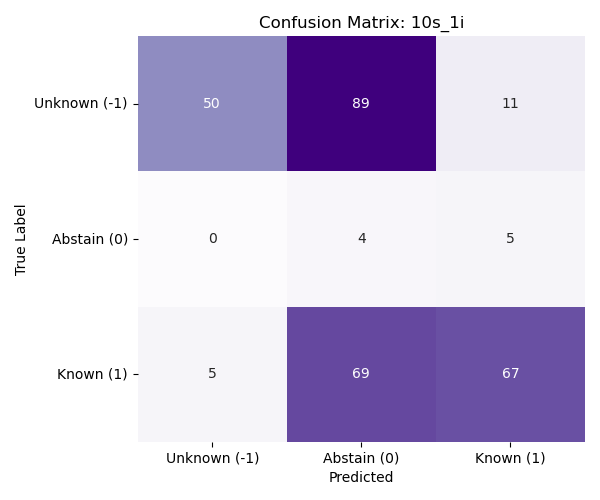 Confusion Matrix: 10s_1i
True Label
Unknown (-1) 50 89 11
Abstain (0) 0 4 5
Known (1) 5 69 67
Unknown (-1) Abstain (0) Known (1)
Predicted